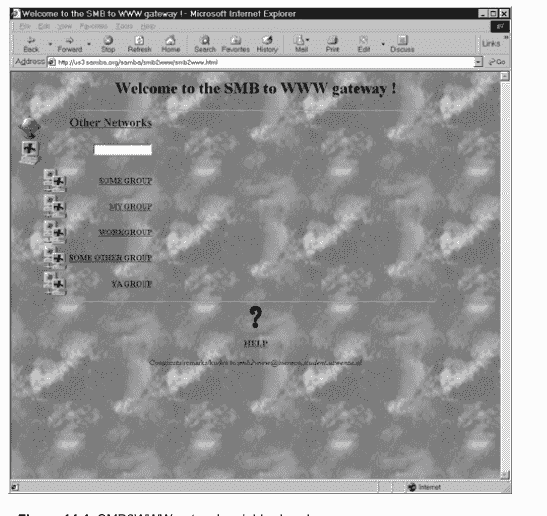 Welcome to the SMB to WWW gateway ! - Microsoft Internet Explorer
File Edit View Favorites Tools Help
Back Forward Stop Refresh Home Search Favorites History Mail Print Edit Discuss Links
Address http://us3.samba.org/samba/smb2www/smb2www.html Go
Welcome to the SMB to WWW gateway !
Other Networks
SOME GROUP
MY GROUP
WORKGROUP
SOME OTHER GROUP
YA GROUP
?
HELP
Internet